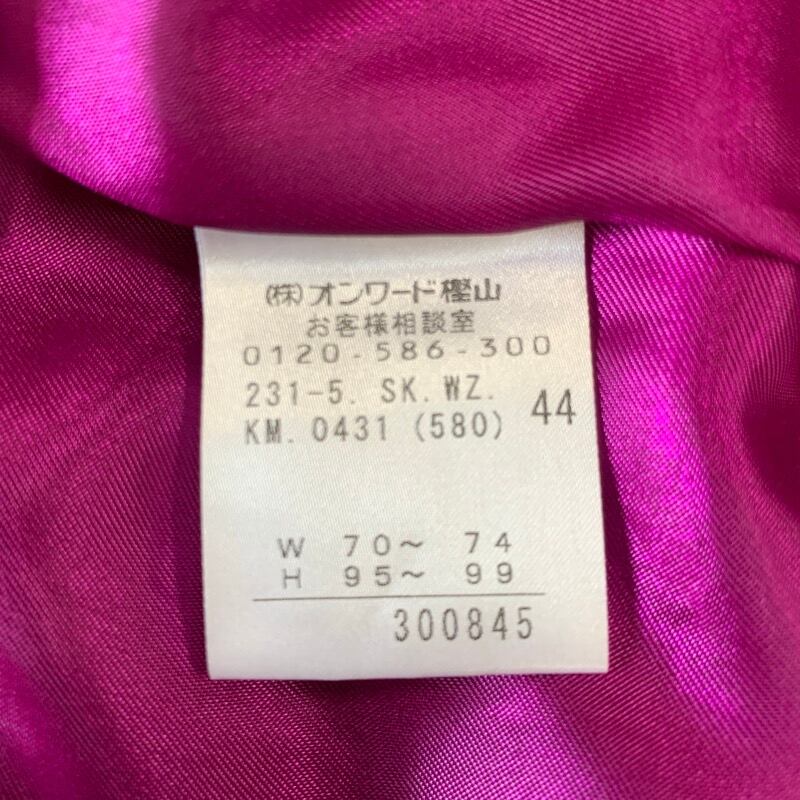 (株)オンワード樫山
お客様相談室
0120-586-300
231-5. SK. WZ.
KM. 0431 (580) 44
W 70～ 74
H 95～ 99
300845